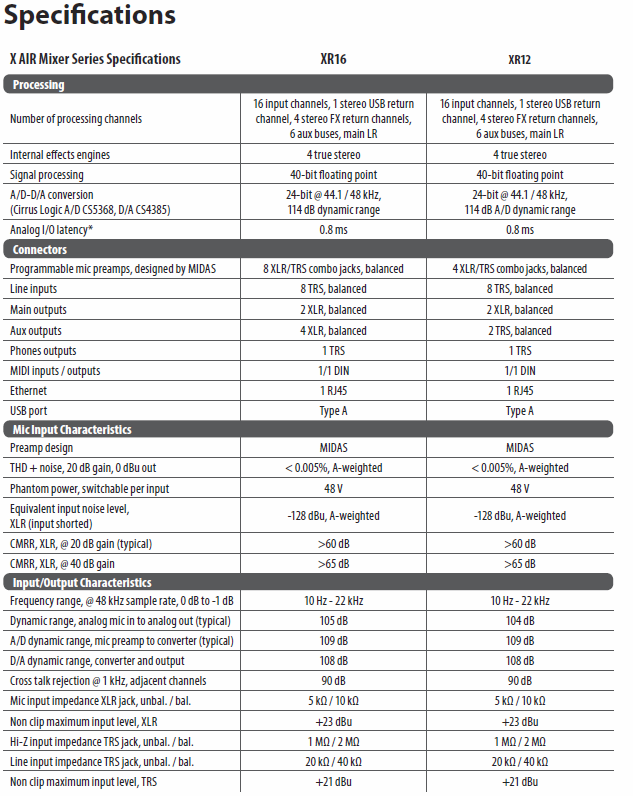 Specifications
X AIR Mixer Series Specifications XR16 XR12
Processing
Number of processing channels 16 input channels, 1 stereo USB return channel, 4 stereo FX return channels, 6 aux buses, main LR 16 input channels, 1 stereo USB return channel, 4 stereo FX return channels, 6 aux buses, main LR
Internal effects engines 4 true stereo 4 true stereo
Signal processing 40-bit floating point 40-bit floating point
A/D-D/A conversion (Cirrus Logic A/D CS5368, D/A CS4385) 24-bit @ 44.1 / 48 kHz, 114 dB dynamic range 24-bit @ 44.1 / 48 kHz, 114 dB A/D dynamic range
Analog I/O latency* 0.8 ms 0.8 ms
Connectors
Programmable mic preamps, designed by MIDAS 8 XLR/TRS combo jacks, balanced 4 XLR/TRS combo jacks, balanced
Line inputs 8 TRS, balanced 8 TRS, balanced
Main outputs 2 XLR, balanced 2 XLR, balanced
Aux outputs 4 XLR, balanced 2 TRS, balanced
Phones outputs 1 TRS 1 TRS
MIDI inputs / outputs 1/1 DIN 1/1 DIN
Ethernet 1 RJ45 1 RJ45
USB port Type A Type A
Mic Input Characteristics
Preamp design MIDAS MIDAS
THD + noise, 20 dB gain, 0 dBu out < 0.005%, A-weighted < 0.005%, A-weighted
Phantom power, switchable per input 48 V 48 V
Equivalent input noise level, XLR (input shorted) -128 dBu, A-weighted -128 dBu, A-weighted
CMRR, XLR, @ 20 dB gain (typical) >60 dB >60 dB
CMRR, XLR, @ 40 dB gain >65 dB >65 dB
Input/Output Characteristics
Frequency range, @ 48 kHz sample rate, 0 dB to -1 dB 10 Hz - 22 kHz 10 Hz - 22 kHz
Dynamic range, analog mic in to analog out (typical) 105 dB 104 dB
A/D dynamic range, mic preamp to converter (typical) 109 dB 109 dB
D/A dynamic range, converter and output 108 dB 108 dB
Cross talk rejection @ 1 kHz, adjacent channels 90 dB 90 dB
Mic input impedance XLR jack, unbal. / bal. 5 kΩ / 10 kΩ 5 kΩ / 10 kΩ
Non clip maximum input level, XLR +23 dBu +23 dBu
Hi-Z input impedance TRS jack, unbal. / bal. 1 MΩ / 2 MΩ 1 MΩ / 2 MΩ
Line input impedance TRS jack, unbal. / bal. 20 kΩ / 40 kΩ 20 kΩ / 40 kΩ
Non clip maximum input level, TRS +21 dBu +21 dBu